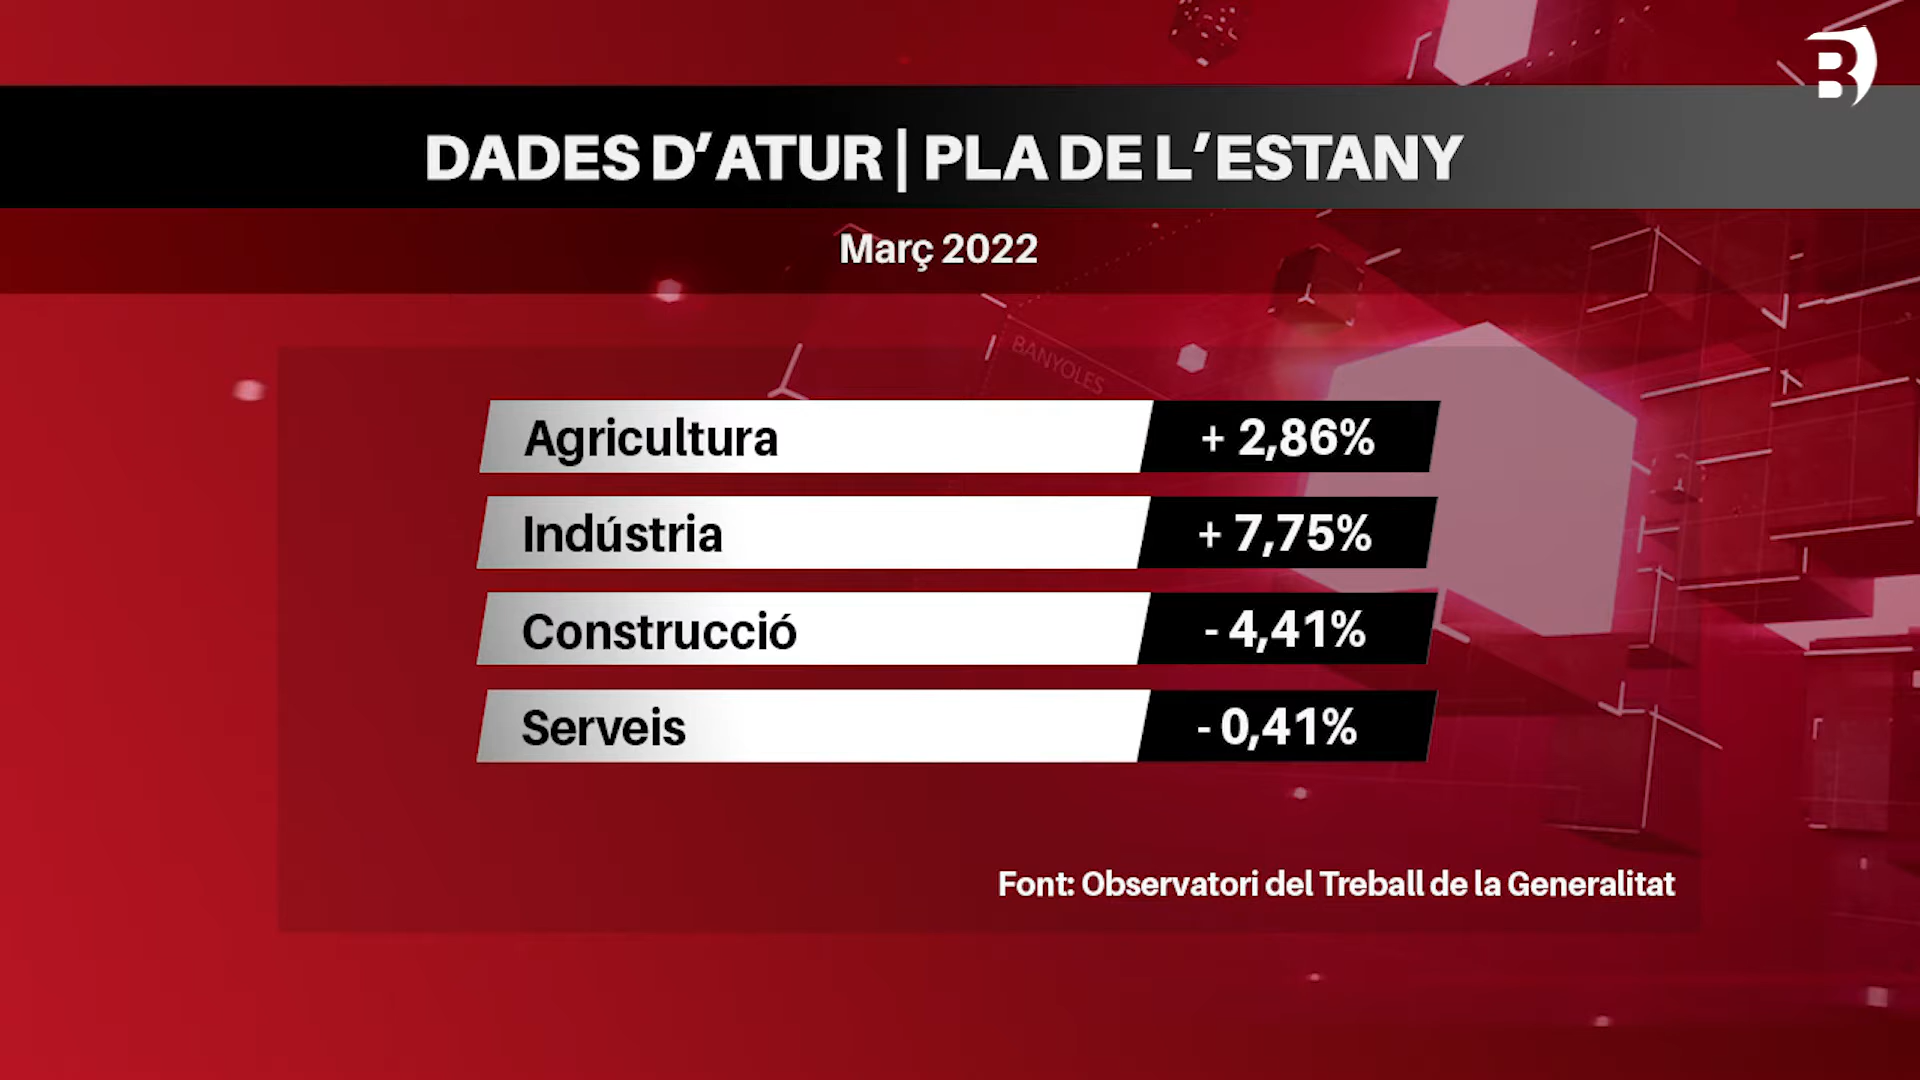 B
DADES D'ATUR | PLA DE L'ESTANY
Març 2022
BANYOLES
Agricultura + 2,86%
Indústria + 7,75%
Construcció - 4,41%
Serveis - 0,41%
Font: Observatori del Treball de la Generalitat